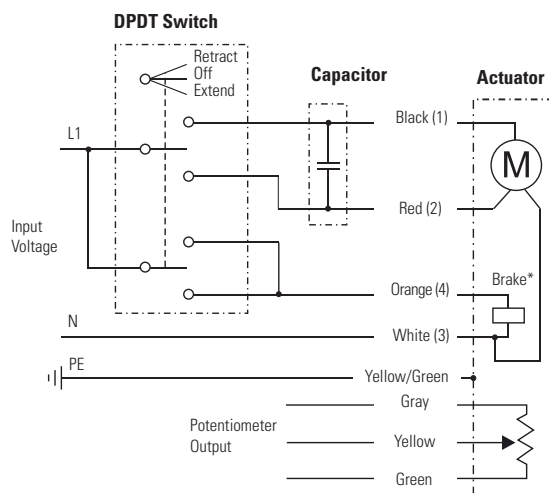 DPDT Switch
Retract
Off
Extend
Capacitor
Actuator
L1
Black (1)
M
Input
Voltage
Red (2)
Brake*
Orange (4)
N
White (3)
PE
Yellow/Green
Gray
Potentiometer
Output
Yellow
Green